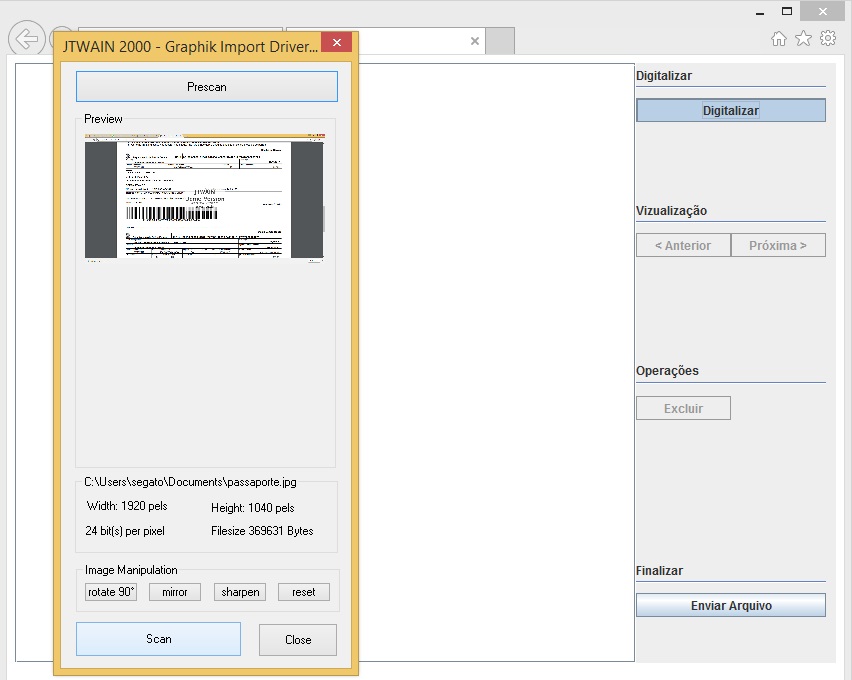 JTWAIN 2000 - Graphik Import Driver...
Prescan
Preview
JTWAIN
Demo Version
C:\Users\segato\Documents\passaporte.jpg
Width: 1920 pels
Height: 1040 pels
24 bit(s) per pixel
Filesize 369631 Bytes
Image Manipulation
rotate 90°
mirror
sharpen
reset
Scan
Close
Digitalizar
Digitalizar
Vizualização
< Anterior
Próxima >
Operações
Excluir
Finalizar
Enviar Arquivo